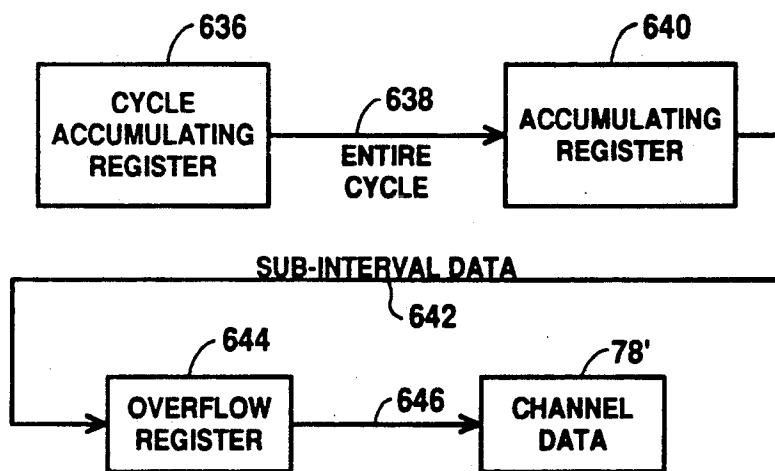 636
640
CYCLE
ACCUMULATING
REGISTER
638
ENTIRE
CYCLE
ACCUMULATING
REGISTER
SUB-INTERVAL DATA
642
644
78'
OVERFLOW
REGISTER
646
CHANNEL
DATA